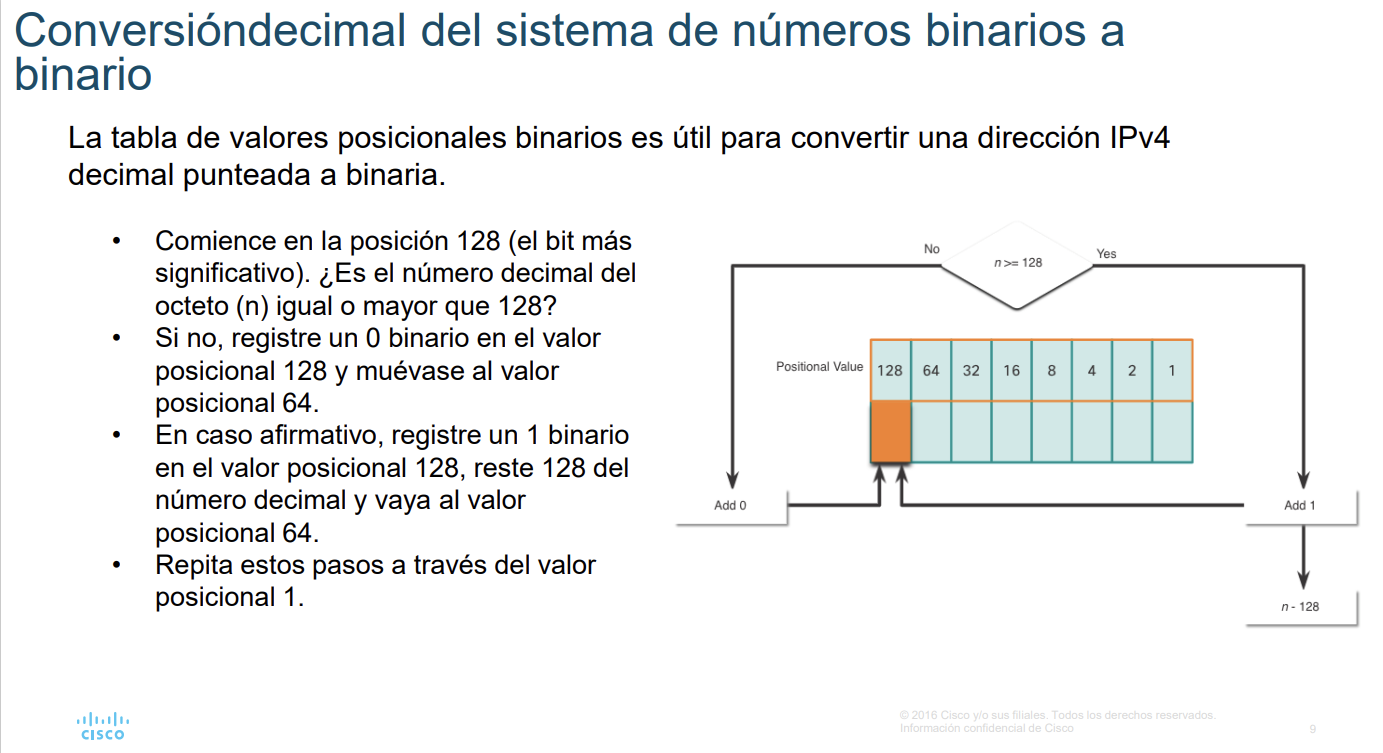 Conversióndecimal del sistema de números binarios a
binario
La tabla de valores posicionales binarios es útil para convertir una dirección IPv4
decimal punteada a binaria.
• Comience en la posición 128 (el bit más
significativo). ¿Es el número decimal del
octeto (n) igual o mayor que 128?
• Si no, registre un 0 binario en el valor
posicional 128 y muévase al valor
posicional 64.
• En caso afirmativo, registre un 1 binario
en el valor posicional 128, reste 128 del
número decimal y vaya al valor
posicional 64.
• Repita estos pasos a través del valor
posicional 1.
No
n >= 128
Yes
Positional Value
128 64 32 16 8 4 2 1
Add 0
Add 1
n - 128
CISCO
© 2016 Cisco y/o sus filiales. Todos los derechos reservados.
Información confidencial de Cisco
9